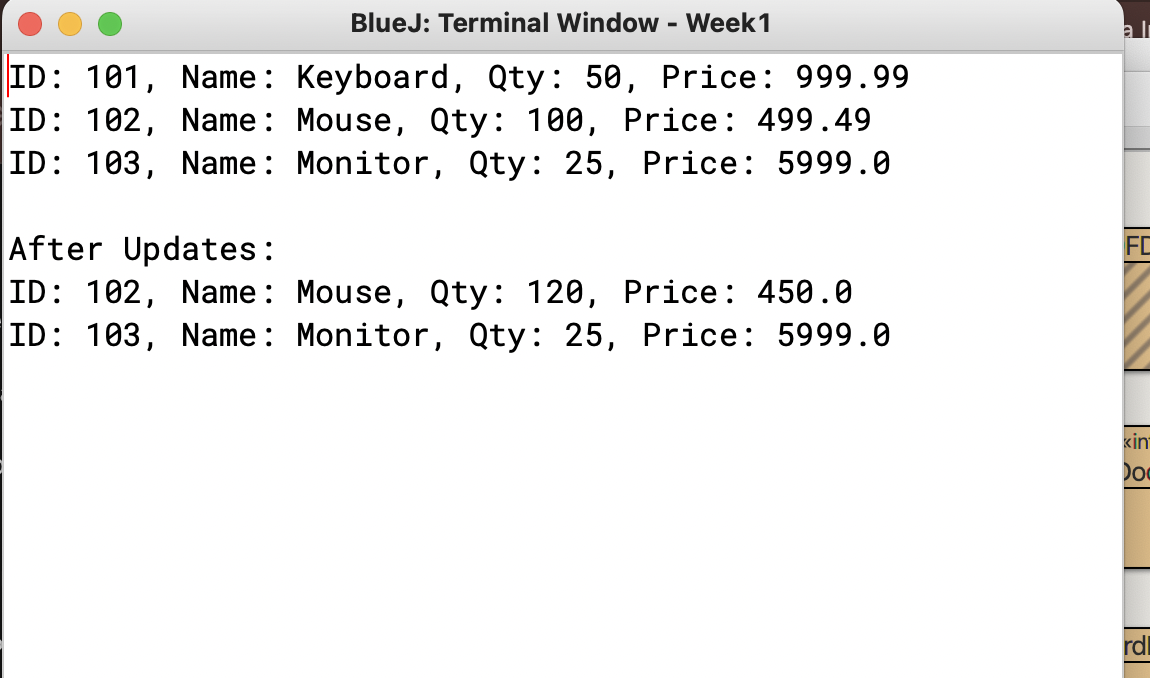 BlueJ: Terminal Window - Week1
ID: 101, Name: Keyboard, Qty: 50, Price: 999.99
ID: 102, Name: Mouse, Qty: 100, Price: 499.49
ID: 103, Name: Monitor, Qty: 25, Price: 5999.0
After Updates:
ID: 102, Name: Mouse, Qty: 120, Price: 450.0
ID: 103, Name: Monitor, Qty: 25, Price: 5999.0